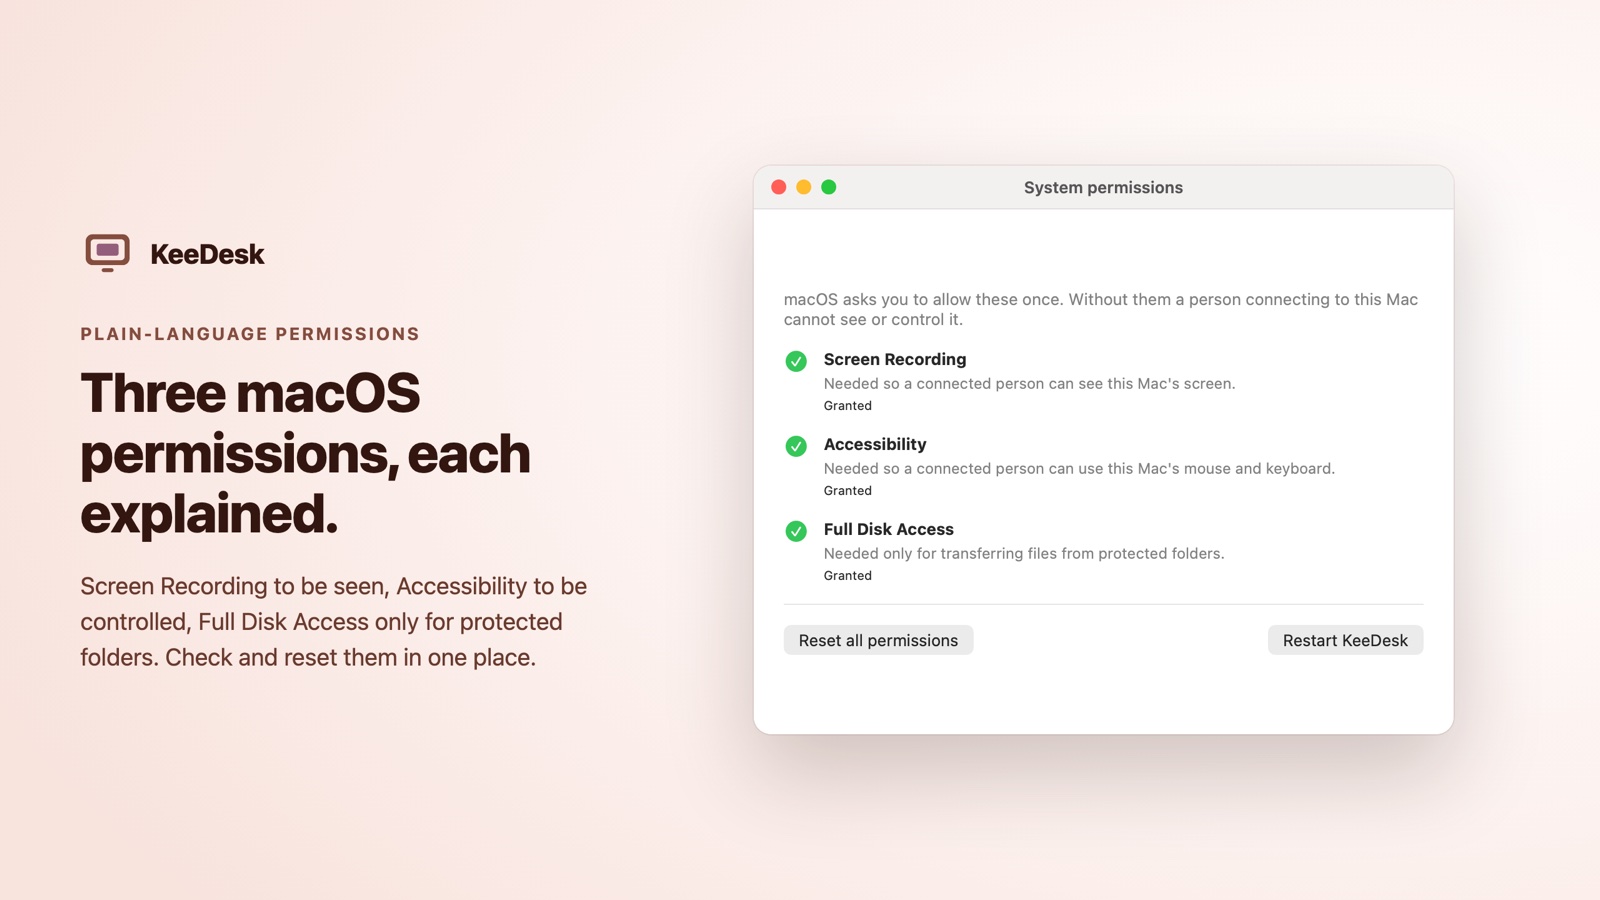 KeeDesk
PLAIN-LANGUAGE PERMISSIONS
Three macOS
permissions, each
explained.
Screen Recording to be seen, Accessibility to be
controlled, Full Disk Access only for protected
folders. Check and reset them in one place.
System permissions
macOS asks you to allow these once. Without them a person connecting to this Mac
cannot see or control it.
Screen Recording
Needed so a connected person can see this Mac's screen.
Granted
Accessibility
Needed so a connected person can use this Mac's mouse and keyboard.
Granted
Full Disk Access
Needed only for transferring files from protected folders.
Granted
Reset all permissions
Restart KeeDesk